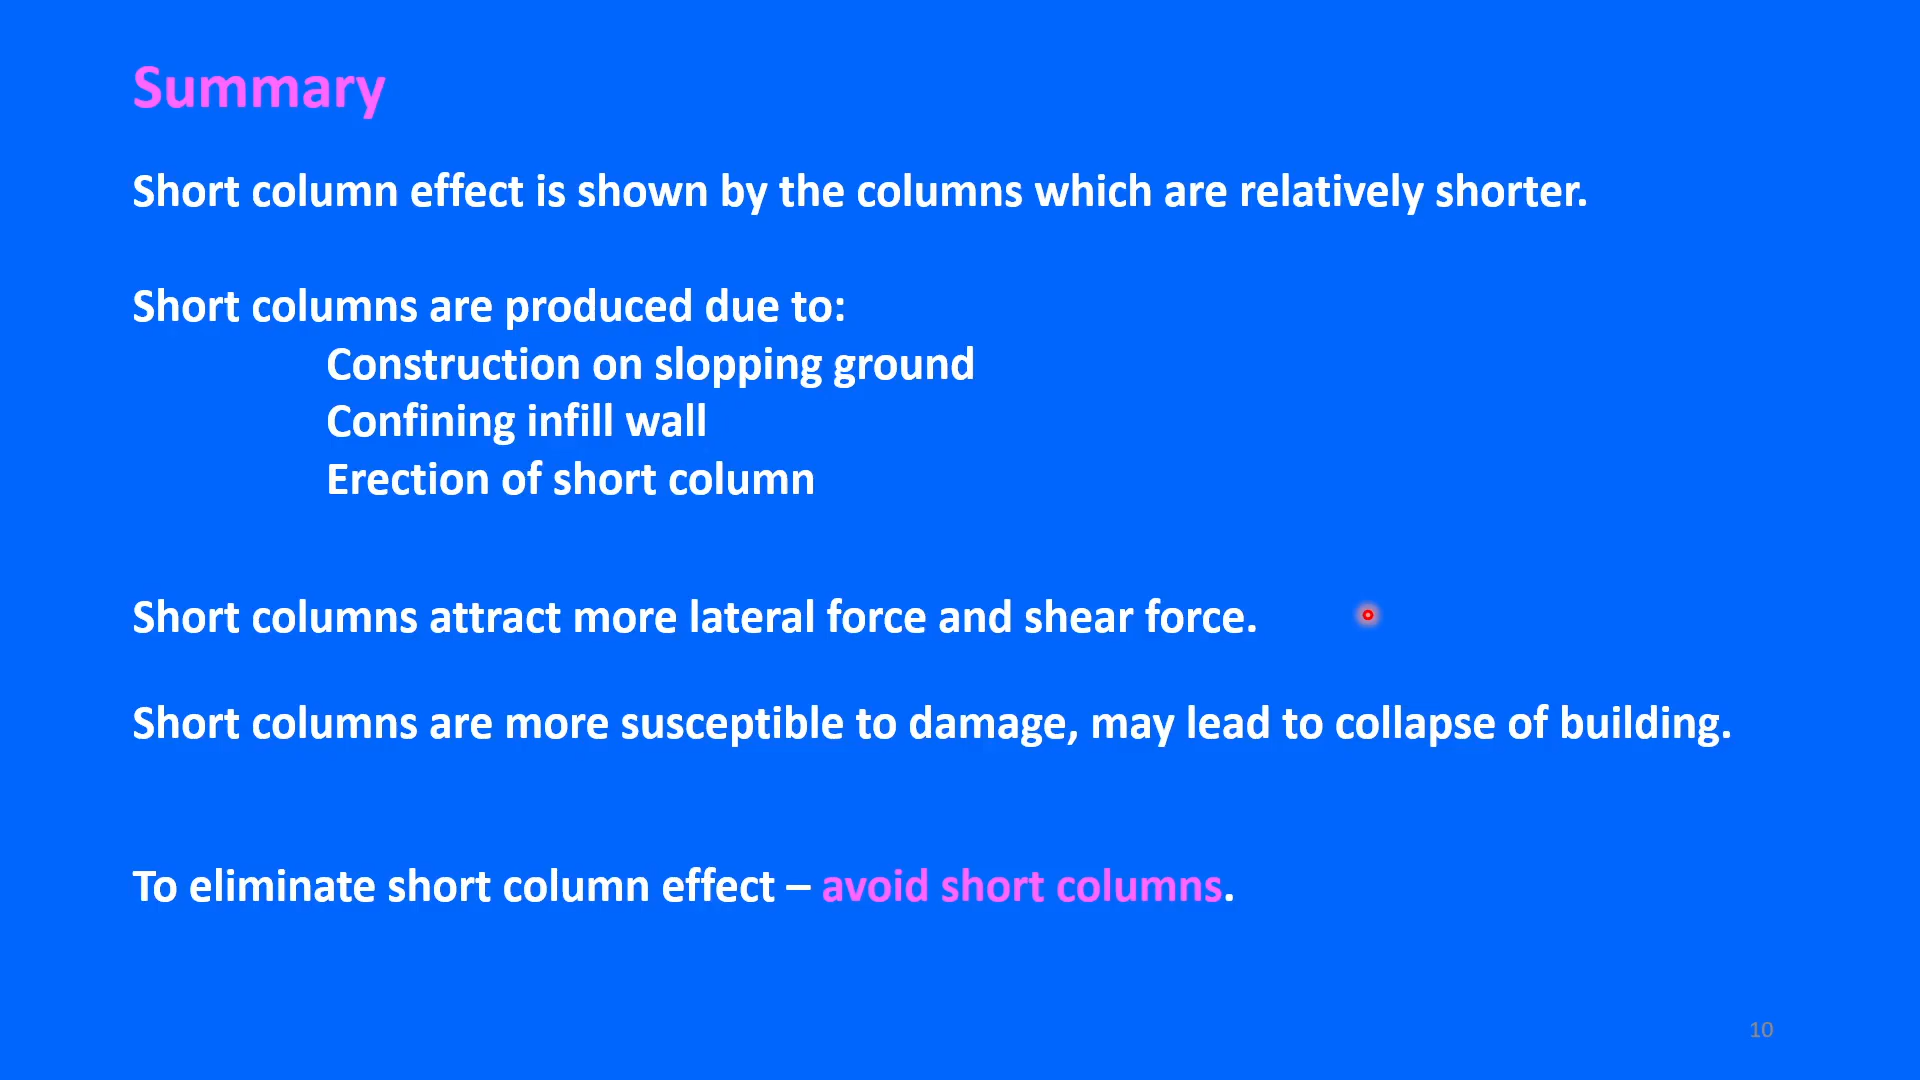 Summary
Short column effect is shown by the columns which are relatively shorter.
Short columns are produced due to:
Construction on slopping ground
Confining infill wall
Erection of short column
Short columns attract more lateral force and shear force.
Short columns are more susceptible to damage, may lead to collapse of building.
To eliminate short column effect – avoid short columns.
10